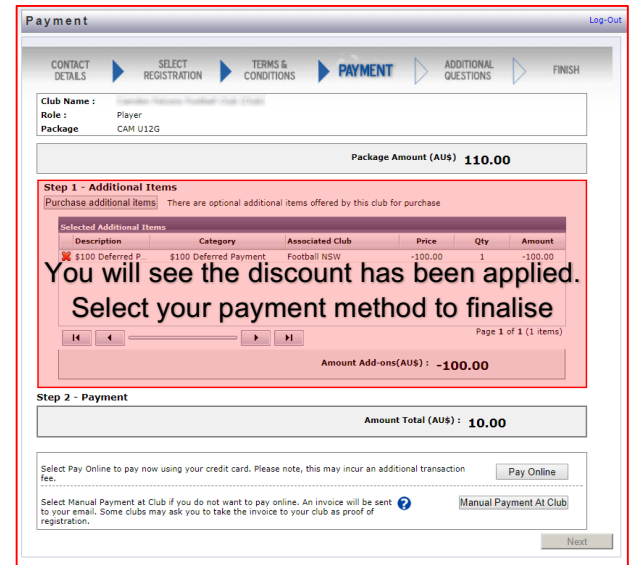 Payment
Log-Out
CONTACT DETAILS
SELECT REGISTRATION
TERMS & CONDITIONS
PAYMENT
ADDITIONAL QUESTIONS
FINISH
Club Name :
Role : Player
Package CAM U12G
Package Amount (AU$) 110.00
Step 1 - Additional Items
Purchase additional items There are optional additional items offered by this club for purchase
Selected Additional Items
Description Category Associated Club Price Qty Amount
$100 Deferred P... $100 Deferred Payment Football NSW -100.00 1 -100.00
You will see the discount has been applied.
Select your payment method to finalise
Page 1 of 1 (1 items)
Amount Add-ons(AU$) : -100.00
Step 2 - Payment
Amount Total (AU$) : 10.00
Select Pay Online to pay now using your credit card. Please note, this may incur an additional transaction
fee.
Pay Online
Select Manual Payment at Club if you do not want to pay online. An invoice will be sent
to your email. Some clubs may ask you to take the invoice to your club as proof of
registration.
Manual Payment At Club
Next